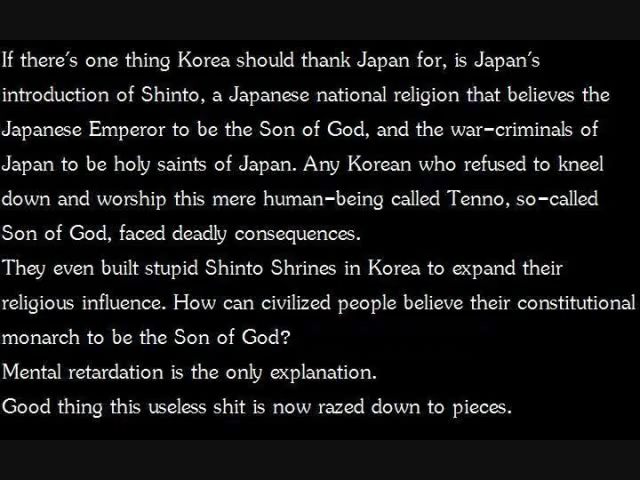 If there's one thing Korea should thank Japan for, is Japan's
introduction of Shinto, a Japanese national religion that believes the
Japanese Emperor to be the Son of God, and the war-criminals of
Japan to be holy saints of Japan. Any Korean who refused to kneel
down and worship this mere human-being called Tenno, so-called
Son of God, faced deadly consequences.
They even built stupid Shinto Shrines in Korea to expand their
religious influence. How can civilized people believe their constitutional
monarch to be the Son of God?
Mental retardation is the only explanation.
Good thing this useless shit is now razed down to pieces.